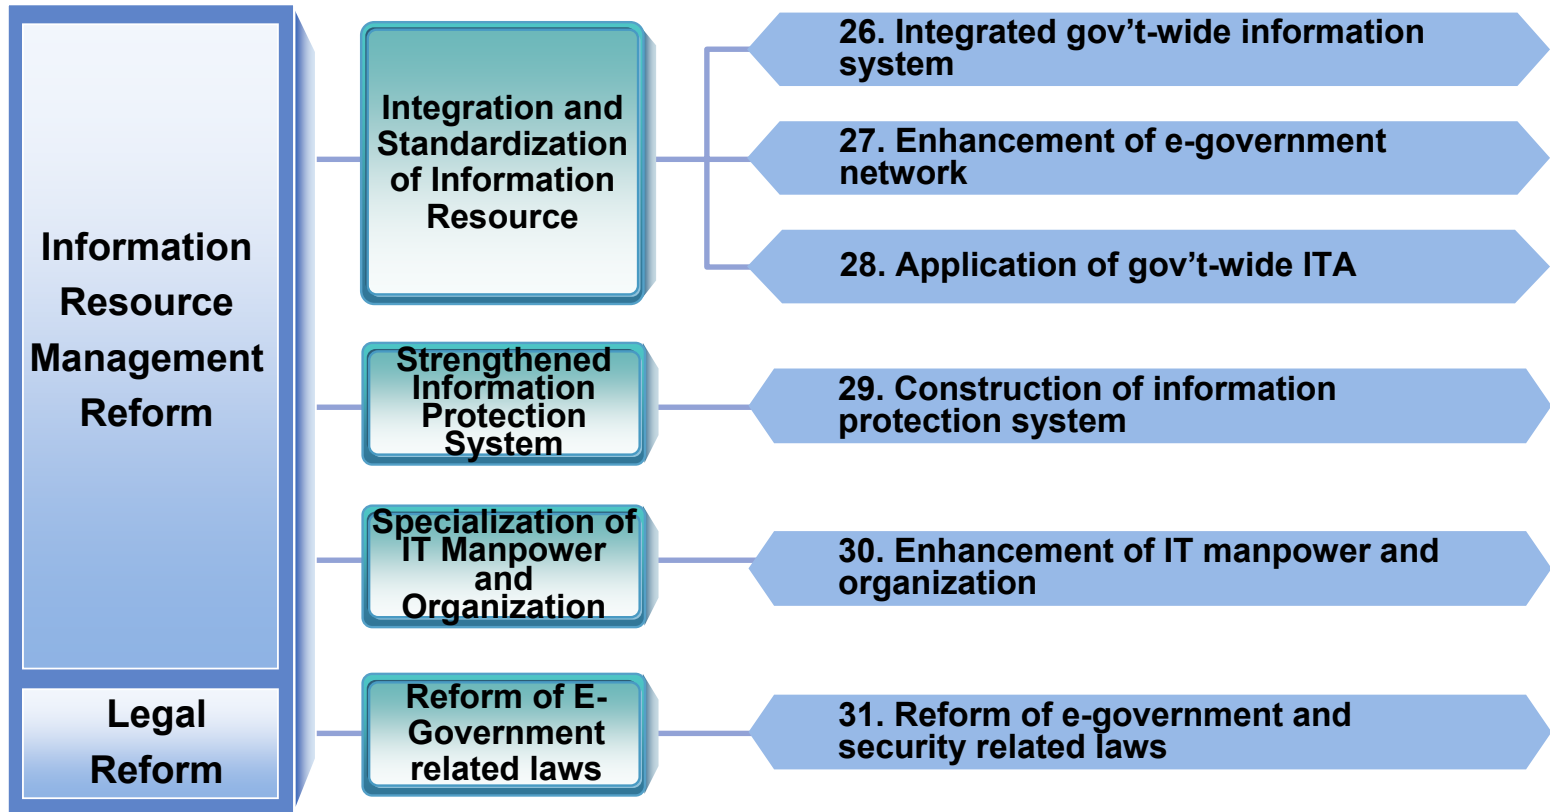 Information
Resource
Management
Reform
Integration and
Standardization
of Information
Resource
26. Integrated gov’t-wide information
system
27. Enhancement of e-government
network
28. Application of gov’t-wide ITA
Strengthened
Information
Protection
System
29. Construction of information
protection system
Specialization of
IT Manpower
and
Organization
30. Enhancement of IT manpower and
organization
Legal
Reform
Reform of E-
Government
related laws
31. Reform of e-government and
security related laws